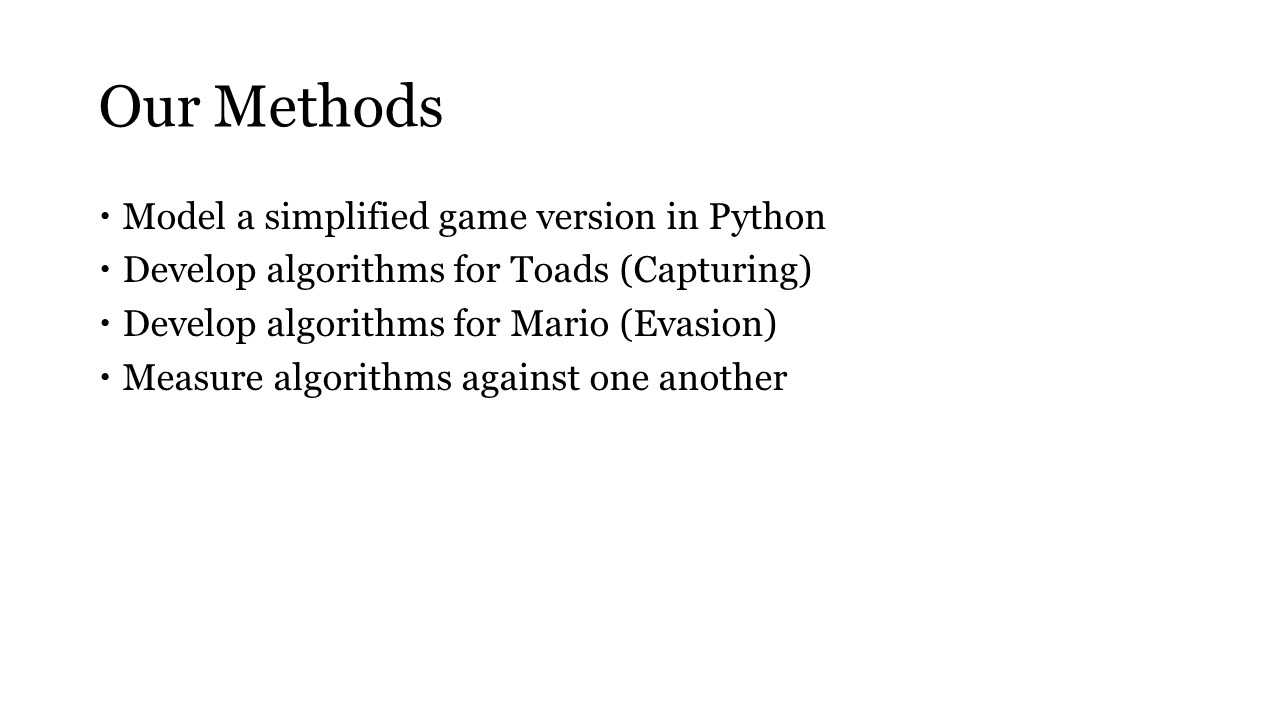 Our Methods
• Model a simplified game version in Python
• Develop algorithms for Toads (Capturing)
• Develop algorithms for Mario (Evasion)
• Measure algorithms against one another